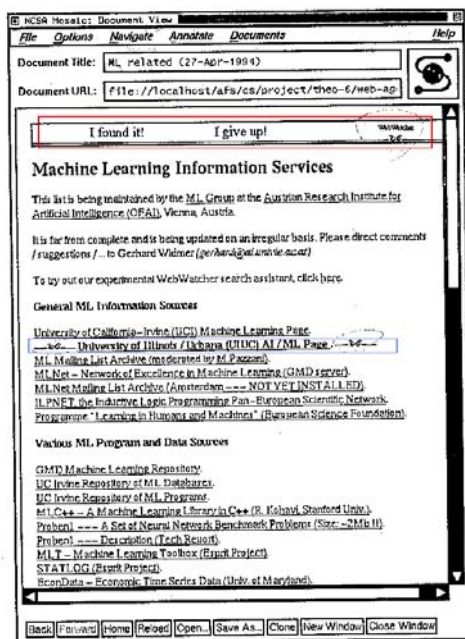 NCSA Mosaic: Document View
File Options Navigate Annotate Documents Help
Document Title: ML related (27-Apr-1994)
Document URL: file://localhost/afs/cs/project/theo-6/web-ag
I found it! I give up! WebWatcher
Machine Learning Information Services
This list is being maintained by the ML Group at the Austrian Research Institute for
Artificial Intelligence (OFAI), Vienna, Austria.
It is far from complete and is being updated on an irregular basis. Please direct comments
/ suggestions / ... to Gerhard Widmer (gerhard@ai.univie.ac.at)
To try out our experimental WebWatcher search assistant, click here.
General ML Information Sources
University of California-Irvine (UCI) Machine Learning Page.
University of Illinois / Urbana (UIUC) AI / ML Page
ML Mailing List Archive (moderated by M.Pazzani).
MLNet - Network of Excellence in Machine Learning (GMD server).
MLNet Mailing List Archive (Amsterdam --- NOT YET INSTALLED).
ILPNET, the Inductive Logic Programming Pan-European Scientific Network.
Programme "Learning in Humans and Machines" (European Science Foundation).
Various ML Program and Data Sources
GMD Machine Learning Repository.
UC Irvine Repository of ML Databases.
UC Irvine Repository of ML Programs.
MLC++ - A Machine Learning Library in C++ (R. Kohavi, Stanford Univ.).
Proben1 --- A Set of Neural Network Benchmark Problems (Size: ~2Mb!!).
Proben1 --- Description (Tech Report).
MLT - Machine Learning Toolbox (Esprit Project).
STATLOG (Esprit Project).
EconData - Economic Time Series Data (Univ. of Maryland).
Back Forward Home Reload Open... Save As... Clone New Window Close Window